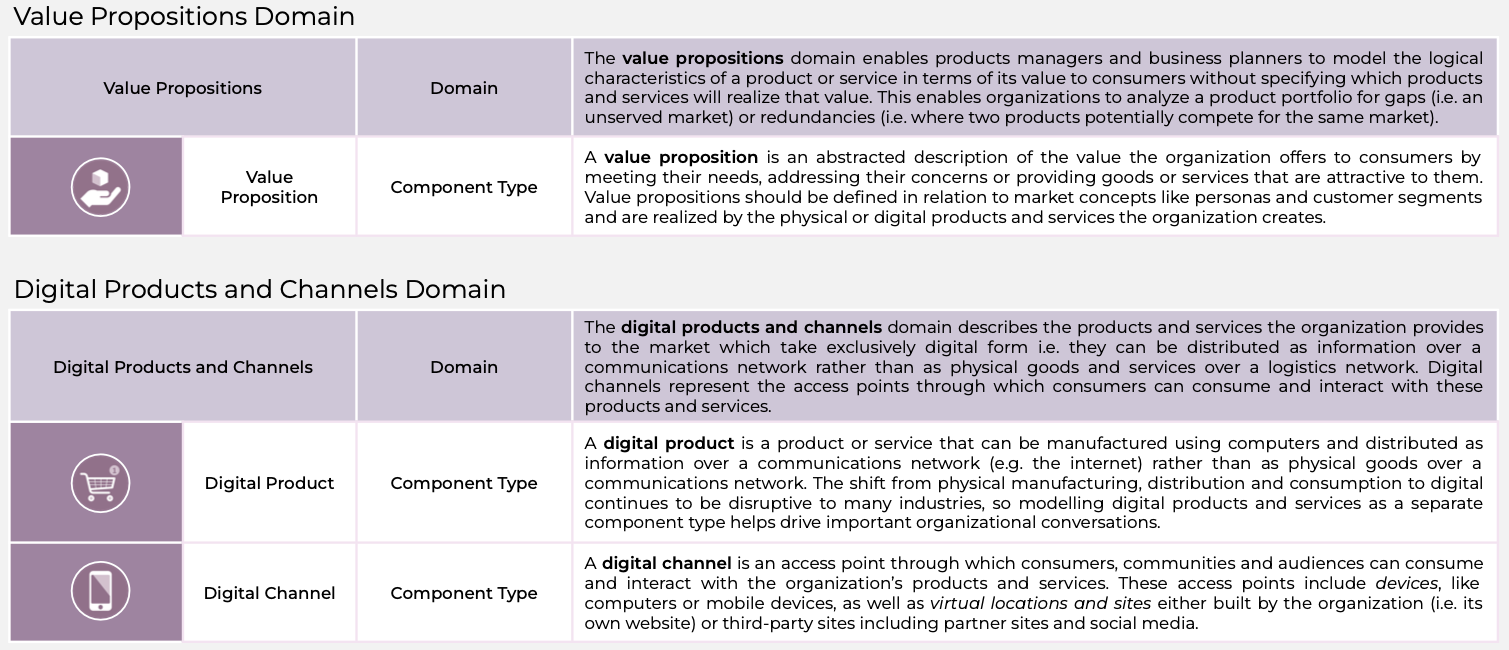 Value Propositions Domain
Value Propositions
Domain
The value propositions domain enables products managers and business planners to model the logical
characteristics of a product or service in terms of its value to consumers without specifying which products
and services will realize that value. This enables organizations to analyze a product portfolio for gaps (i.e. an
unserved market) or redundancies (i.e. where two products potentially compete for the same market).
Value
Proposition
Component Type
A value proposition is an abstracted description of the value the organization offers to consumers by
meeting their needs, addressing their concerns or providing goods or services that are attractive to them.
Value propositions should be defined in relation to market concepts like personas and customer segments
and are realized by the physical or digital products and services the organization creates.
Digital Products and Channels Domain
Digital Products and Channels
Domain
The digital products and channels domain describes the products and services the organization provides
to the market which take exclusively digital form i.e. they can be distributed as information over a
communications network rather than as physical goods and services over a logistics network. Digital
channels represent the access points through which consumers can consume and interact with these
products and services.
1
Digital Product
Component Type
A digital product is a product or service that can be manufactured using computers and distributed as
information over a communications network (e.g. the internet) rather than as physical goods over a
communications network. The shift from physical manufacturing, distribution and consumption to digital
continues to be disruptive to many industries, so modelling digital products and services as a separate
component type helps drive important organizational conversations.
Digital Channel
Component Type
A digital channel is an access point through which consumers, communities and audiences can consume
and interact with the organization's products and services. These access points include devices, like
computers or mobile devices, as well as virtual locations and sites either built by the organization (i.e. its
own website) or third-party sites including partner sites and social media.